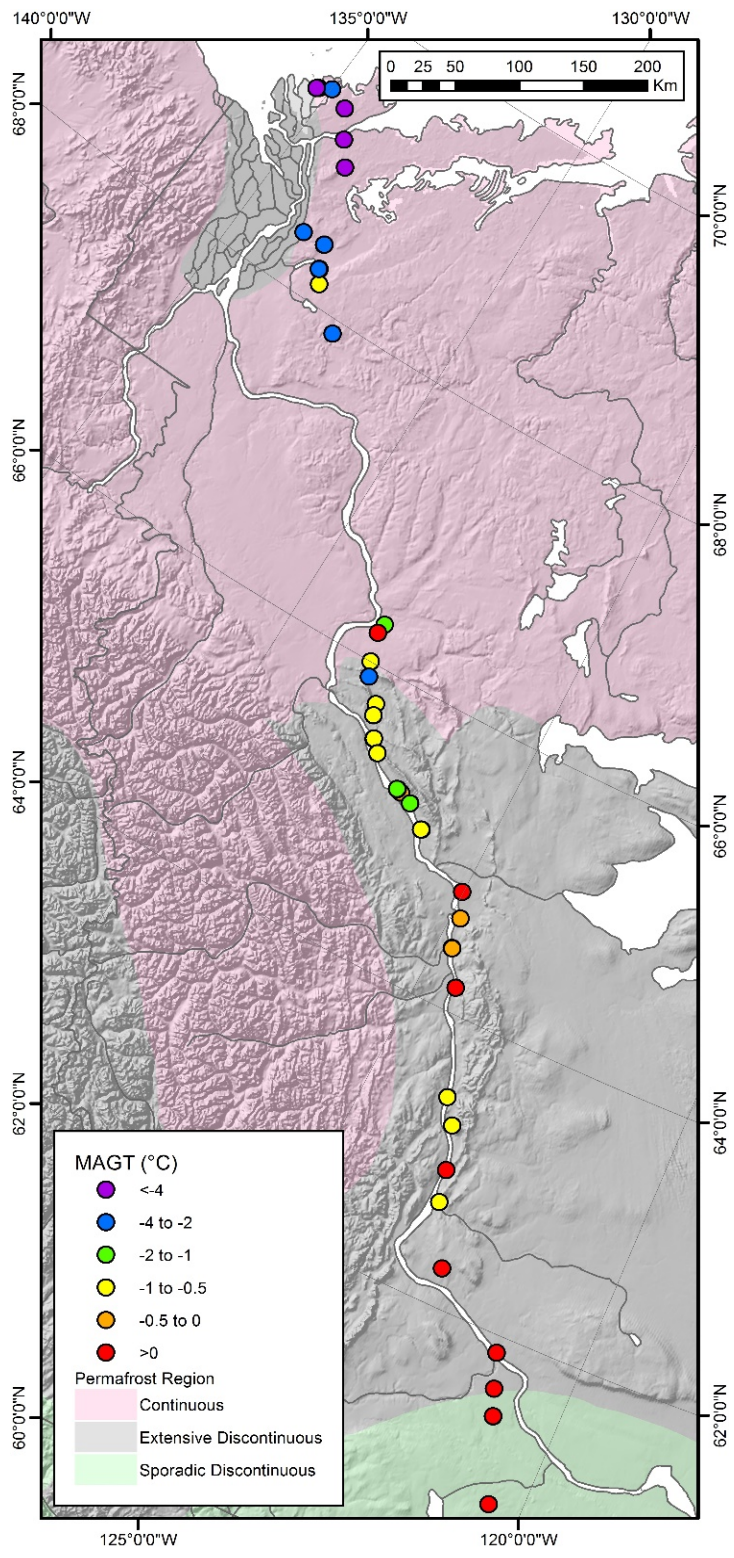 140°0'0"W 135°0'0"W 130°0'0"W
0 25 50 100 150 200
Km
68°0'0"N
70°0'0"N
66°0'0"N
68°0'0"N
64°0'0"N
66°0'0"N
62°0'0"N
64°0'0"N
MAGT (°C)
<-4
-4 to -2
-2 to -1
-1 to -0.5
-0.5 to 0
>0
Permafrost Region
Continuous
Extensive Discontinuous
Sporadic Discontinuous
60°0'0"N
62°0'0"N
125°0'0"W 120°0'0"W